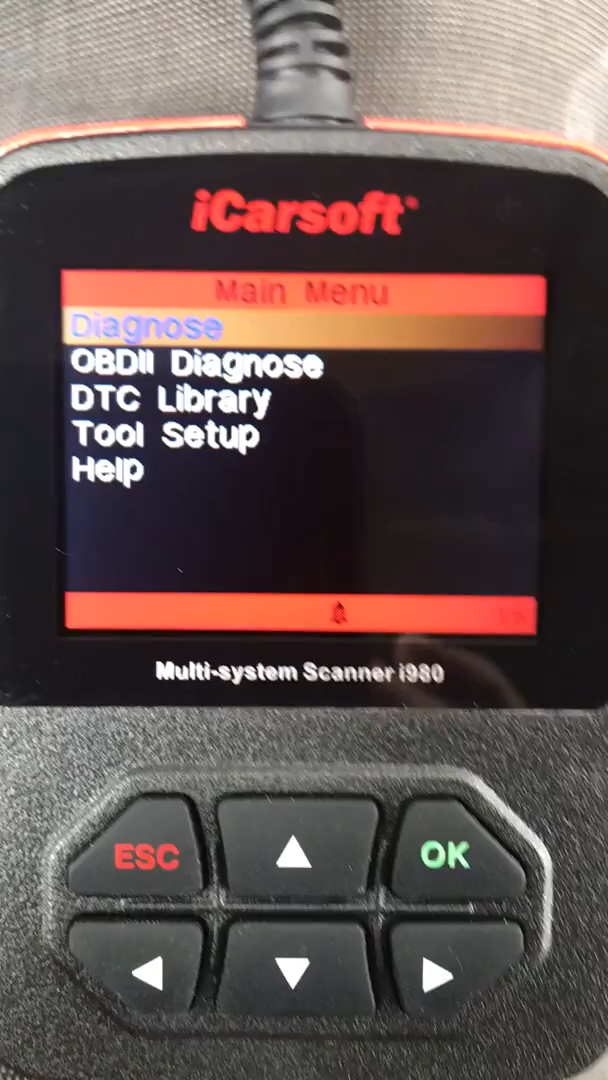 iCarsoft
Main Menu
Diagnose
OBDII Diagnose
DTC Library
Tool Setup
Help
Multi-system Scanner i980
ESC
OK